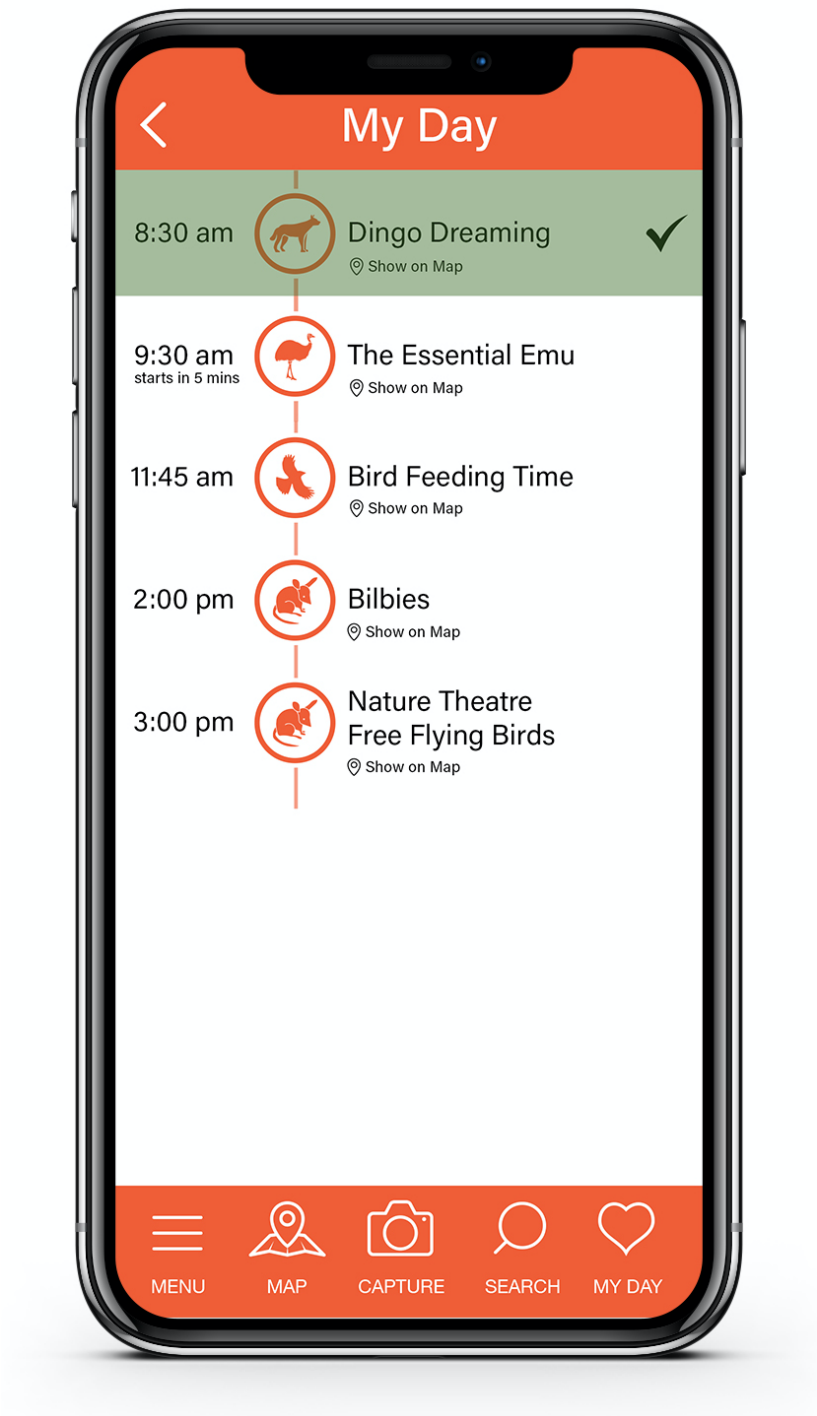 My Day
8:30 am
Dingo Dreaming
Show on Map
9:30 am
starts in 5 mins
The Essential Emu
Show on Map
11:45 am
Bird Feeding Time
Show on Map
2:00 pm
Bilbies
Show on Map
3:00 pm
Nature Theatre
Free Flying Birds
Show on Map
MENU MAP CAPTURE SEARCH MY DAY